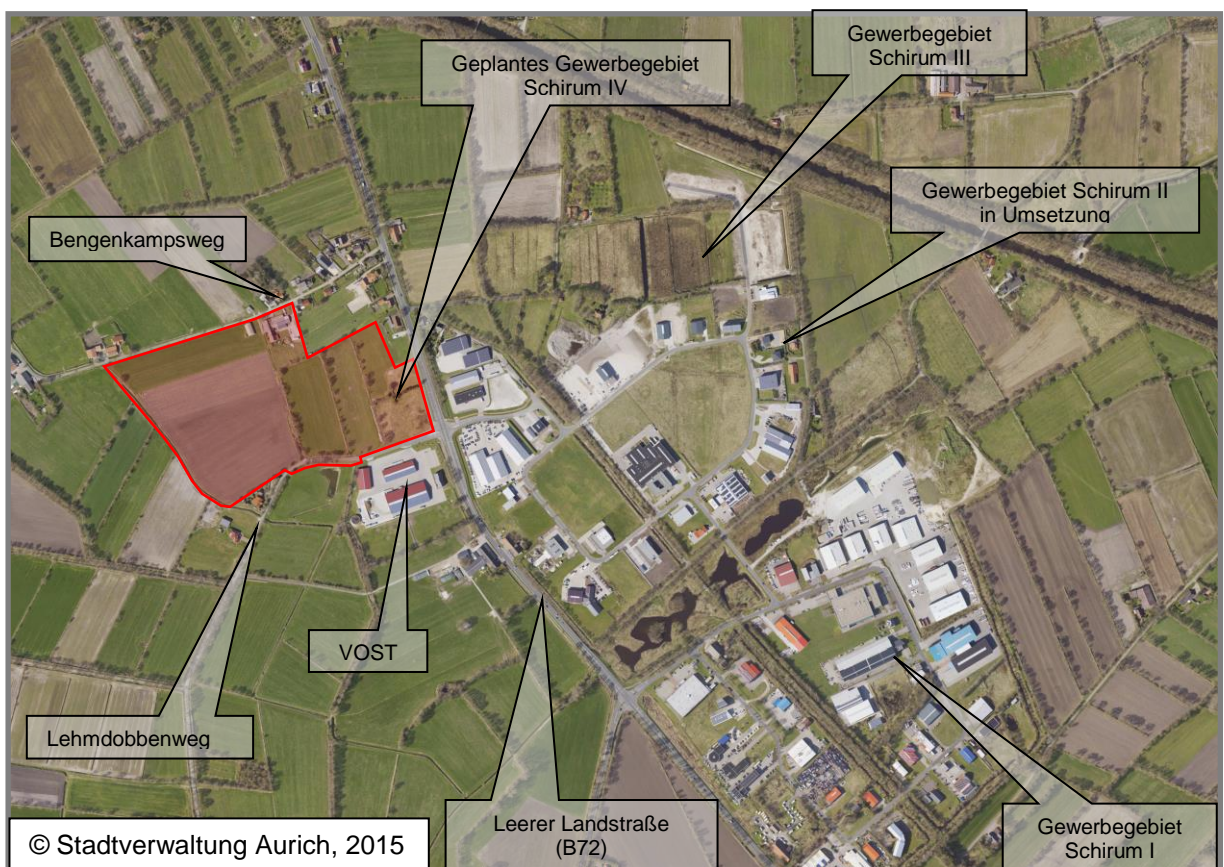 Gewerbegebiet
Schirum III
Geplantes Gewerbegebiet
Schirum IV
Gewerbegebiet Schirum II
in Umsetzung
Bengenkampsweg
VOST
Lehmdobbenweg
Leerer Landstraße
(B72)
Gewerbegebiet
Schirum I
© Stadtverwaltung Aurich, 2015